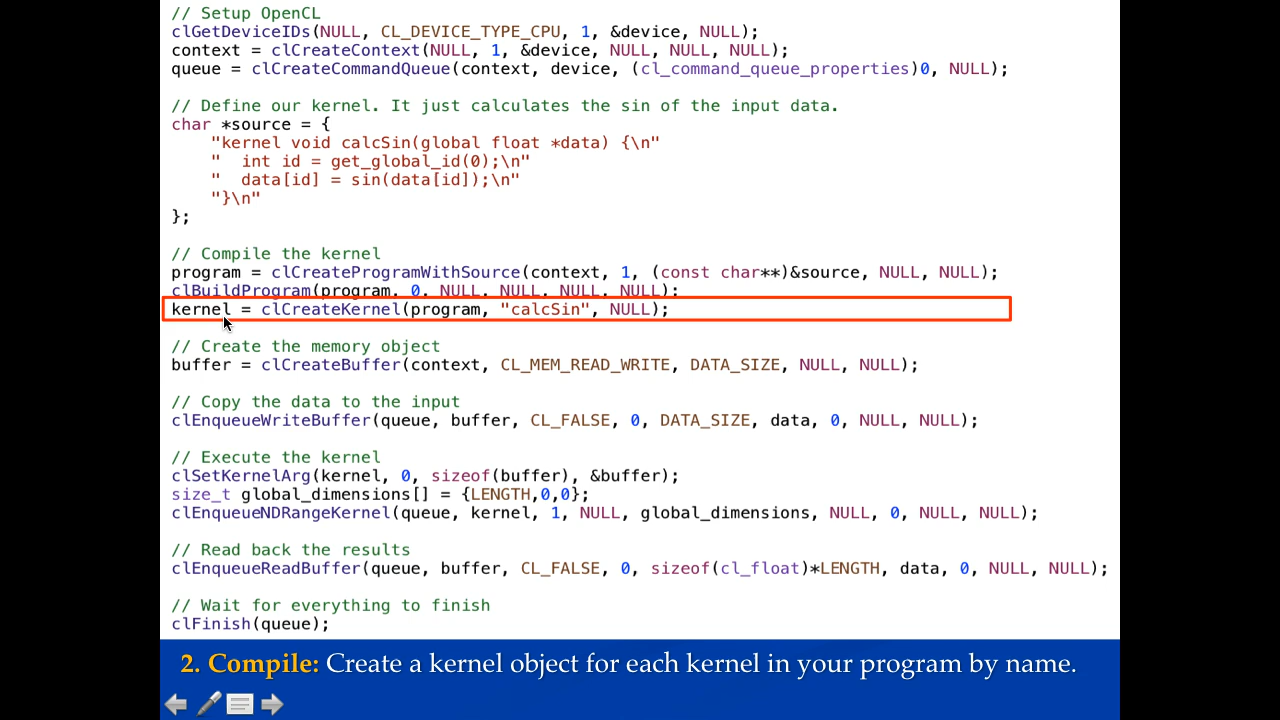 // Setup OpenCL
clGetDeviceIDs(NULL, CL_DEVICE_TYPE_CPU, 1, &device, NULL);
context = clCreateContext(NULL, 1, &device, NULL, NULL, NULL);
queue = clCreateCommandQueue(context, device, (cl_command_queue_properties)0, NULL);
// Define our kernel. It just calculates the sin of the input data.
char *source = {
"kernel void calcSin(global float *data) {\n"
"  int id = get_global_id(0);\n"
"  data[id] = sin(data[id]);\n"
"}\n"
};
// Compile the kernel
program = clCreateProgramWithSource(context, 1, (const char**)&source, NULL, NULL);
clBuildProgram(program, 0, NULL, NULL, NULL, NULL);
kernel = clCreateKernel(program, "calcSin", NULL);
// Create the memory object
buffer = clCreateBuffer(context, CL_MEM_READ_WRITE, DATA_SIZE, NULL, NULL);
// Copy the data to the input
clEnqueueWriteBuffer(queue, buffer, CL_FALSE, 0, DATA_SIZE, data, 0, NULL, NULL);
// Execute the kernel
clSetKernelArg(kernel, 0, sizeof(buffer), &buffer);
size_t global_dimensions[] = {LENGTH,0,0};
clEnqueueNDRangeKernel(queue, kernel, 1, NULL, global_dimensions, NULL, 0, NULL, NULL);
// Read back the results
clEnqueueReadBuffer(queue, buffer, CL_FALSE, 0, sizeof(cl_float)*LENGTH, data, 0, NULL, NULL);
// Wait for everything to finish
clFinish(queue);
2. Compile: Create a kernel object for each kernel in your program by name.